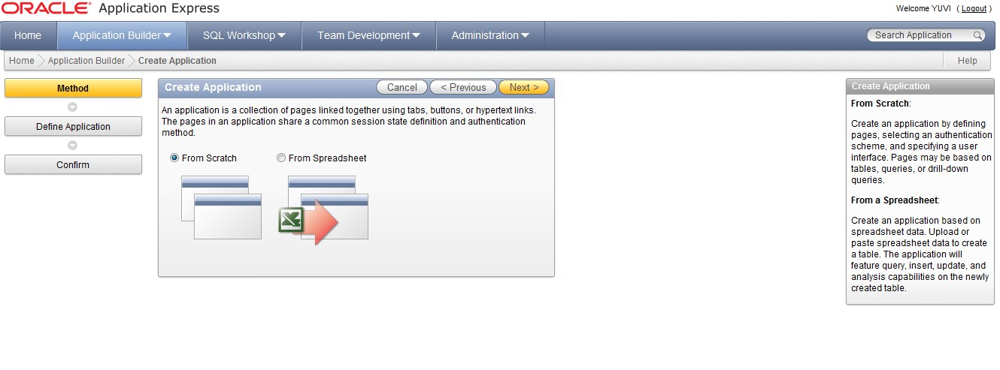 ORACLE® Application Express
Welcome YUVI ( Logout )
Home Application Builder SQL Workshop Team Development Administration Search Application
Home Application Builder Create Application Help
Method
Define Application
Confirm
Create Application Cancel < Previous Next >
An application is a collection of pages linked together using tabs, buttons, or hypertext links.
The pages in an application share a common session state definition and authentication
method.
From Scratch From Spreadsheet
Create Application
From Scratch:
Create an application by defining
pages, selecting an authentication
scheme, and specifying a user
interface. Pages may be based on
tables, queries, or drill-down
queries.
From a Spreadsheet:
Create an application based on
spreadsheet data. Upload or
paste spreadsheet data to create
a table. The application will
feature query, insert, update, and
analysis capabilities on the newly
created table.